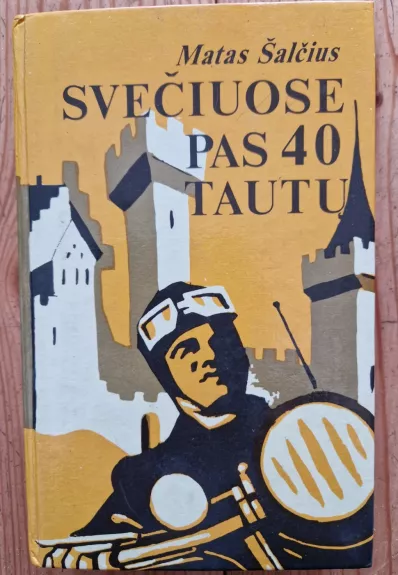 Matas Šalčius
SVEČIUOSE
PAS 40
TAUTŲ